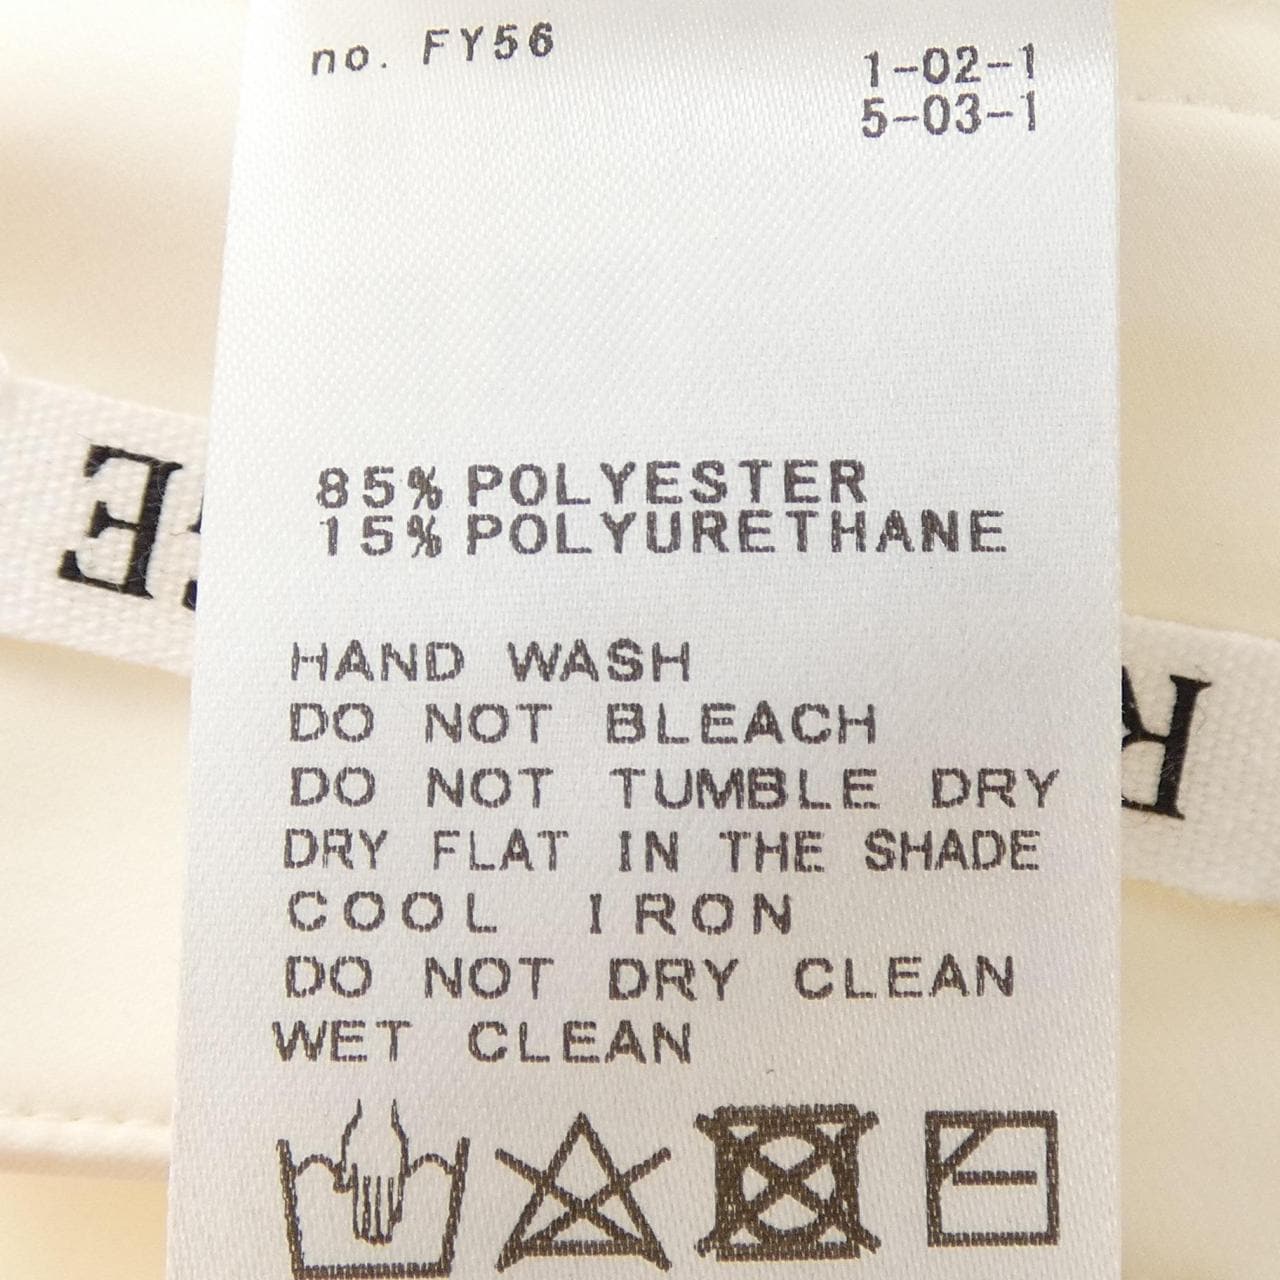 no. FY56
1-02-1
5-03-1
85% POLYESTER
15% POLYURETHANE
HAND WASH
DO NOT BLEACH
DO NOT TUMBLE DRY
DRY FLAT IN THE SHADE
COOL IRON
DO NOT DRY CLEAN
WET CLEAN